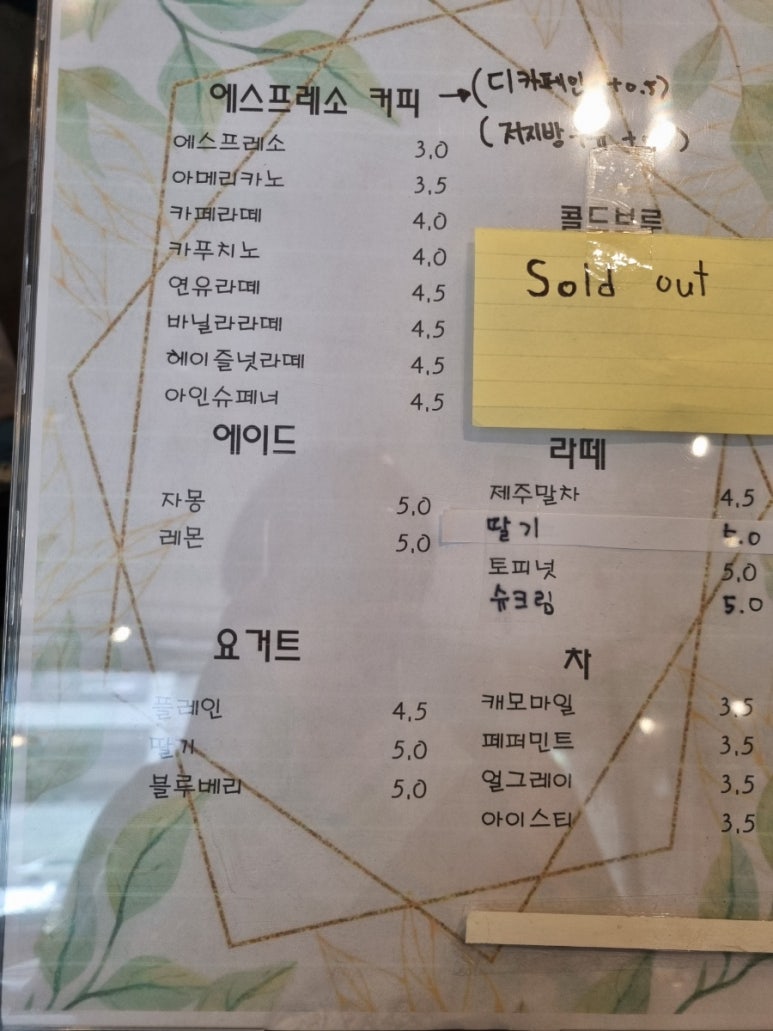 에스프레소 커피 →(디카페인 +0.5)
(저지방
에스프레소 3.0
아메리카노 3.5
카페라떼 4.0
카푸치노 4.0
연유라떼 4.5
바닐라라떼 4.5
헤이즐넛라떼 4.5
아인슈페너 4.5
콜드브루
Sold out
에이드
자몽 5.0
레몬 5.0
라떼
제주말차 4.5
딸기 5.0
토피넛 5.0
슈크림 5.0
요거트
플레인 4.5
딸기 5.0
블루베리 5.0
차
캐모마일 3.5
페퍼민트 3.5
얼그레이 3.5
아이스티 3.5